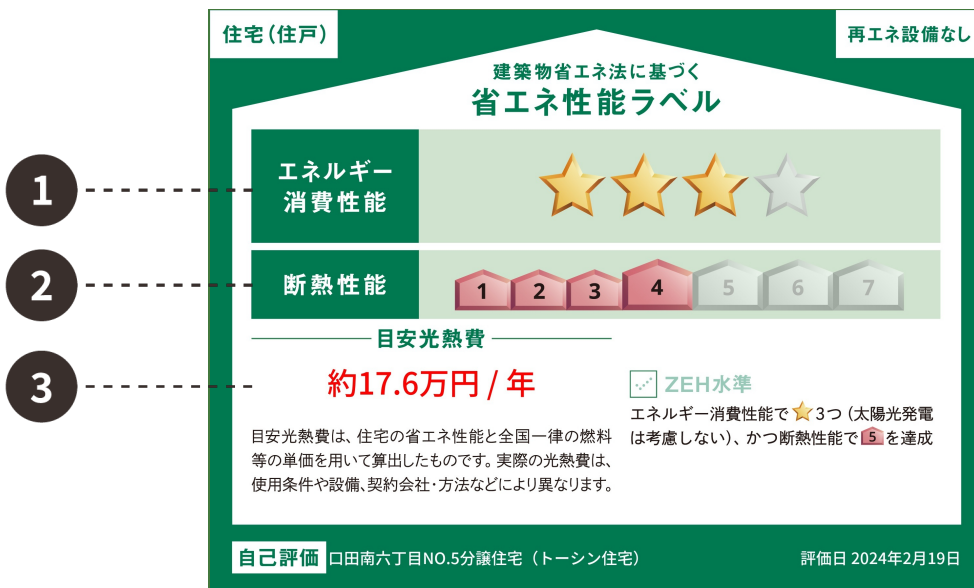 住宅(住戸)
再エネ設備なし
建築物省エネ法に基づく
省エネ性能ラベル
1
エネルギー
消費性能
2
断熱性能
1 2 3 4 5 6 7
目安光熱費
3
約17.6万円 / 年
目安光熱費は、住宅の省エネ性能と全国一律の燃料
等の単価を用いて算出したものです。実際の光熱費は、
使用条件や設備、契約会社・方法などにより異なります。
ZEH水準
エネルギー消費性能で 3つ(太陽光発電
は考慮しない)、かつ断熱性能で 5 を達成
自己評価 口田南六丁目NO.5分譲住宅(トーシン住宅)
評価日 2024年2月19日